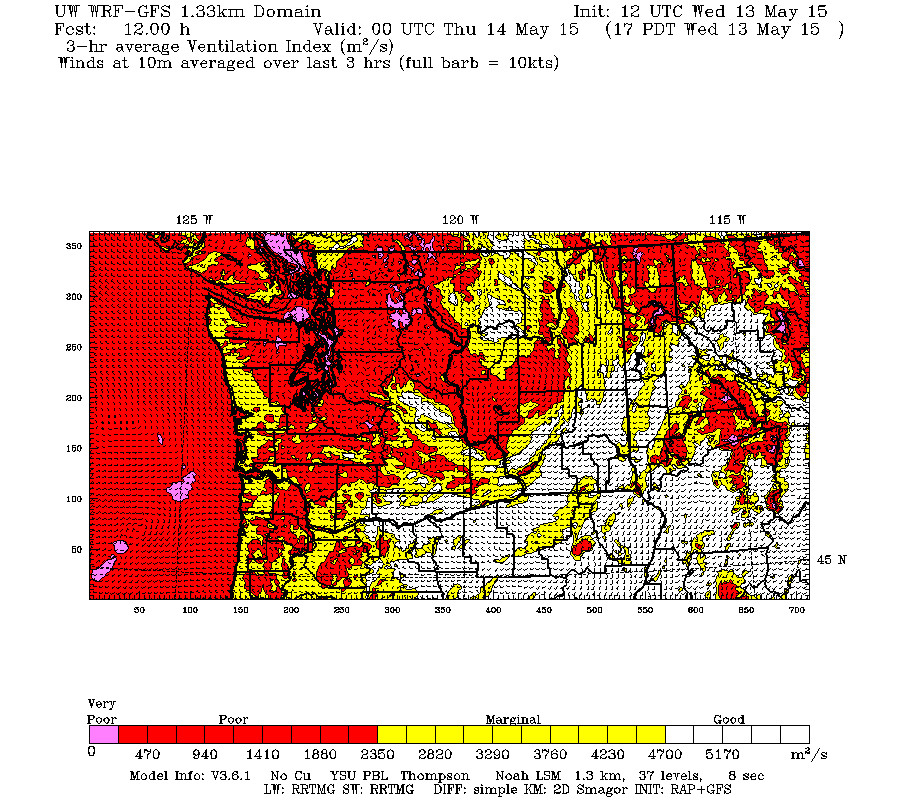 UW WRF-GFS 1.33km Domain Init: 12 UTC Wed 13 May 15
Fcst: 12.00 h Valid: 00 UTC Thu 14 May 15 (17 PDT Wed 13 May 15 )
3-hr average Ventilation Index (m²/s)
Winds at 10m averaged over last 3 hrs (full barb = 10kts)
125 W 120 W 115 W
350
300
250
200
150
100
50
45 N
50 100 150 200 250 300 350 400 450 500 550 600 650 700
Very
Poor Poor Marginal Good
0 470 940 1410 1880 2350 2820 3290 3760 4230 4700 5170 m²/s
Model Info: V3.6.1 No Cu YSU PBL Thompson Noah LSM 1.3 km, 37 levels, 8 sec
LW: RRTMG SW: RRTMG DIFF: simple KM: 2D Smagor INIT: RAP+GFS